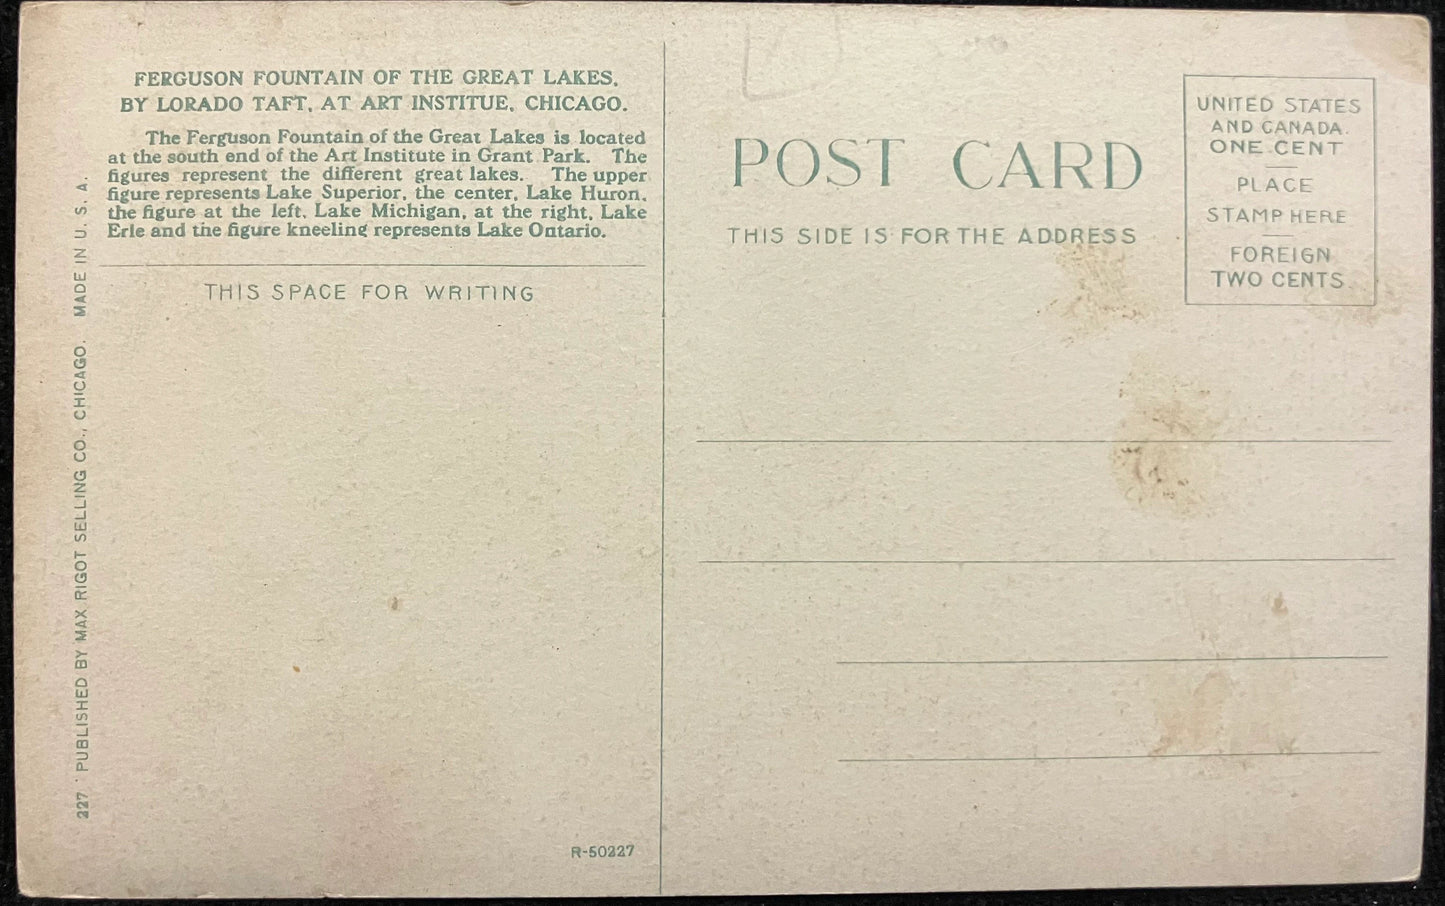 FERGUSON FOUNTAIN OF THE GREAT LAKES,
BY LORADO TAFT, AT ART INSTITUE, CHICAGO.
The Ferguson Fountain of the Great Lakes is located
at the south end of the Art Institute in Grant Park. The
figures represent the different great lakes. The upper
figure represents Lake Superior, the center, Lake Huron,
the figure at the left, Lake Michigan, at the right, Lake
Erie and the figure kneeling represents Lake Ontario.
THIS SPACE FOR WRITING
227 PUBLISHED BY MAX RIGOT SELLING CO., CHICAGO. MADE IN U. S. A.
R-50227
POST CARD
THIS SIDE IS FOR THE ADDRESS
UNITED STATES
AND CANADA.
ONE CENT
PLACE
STAMP HERE
FOREIGN
TWO CENTS.